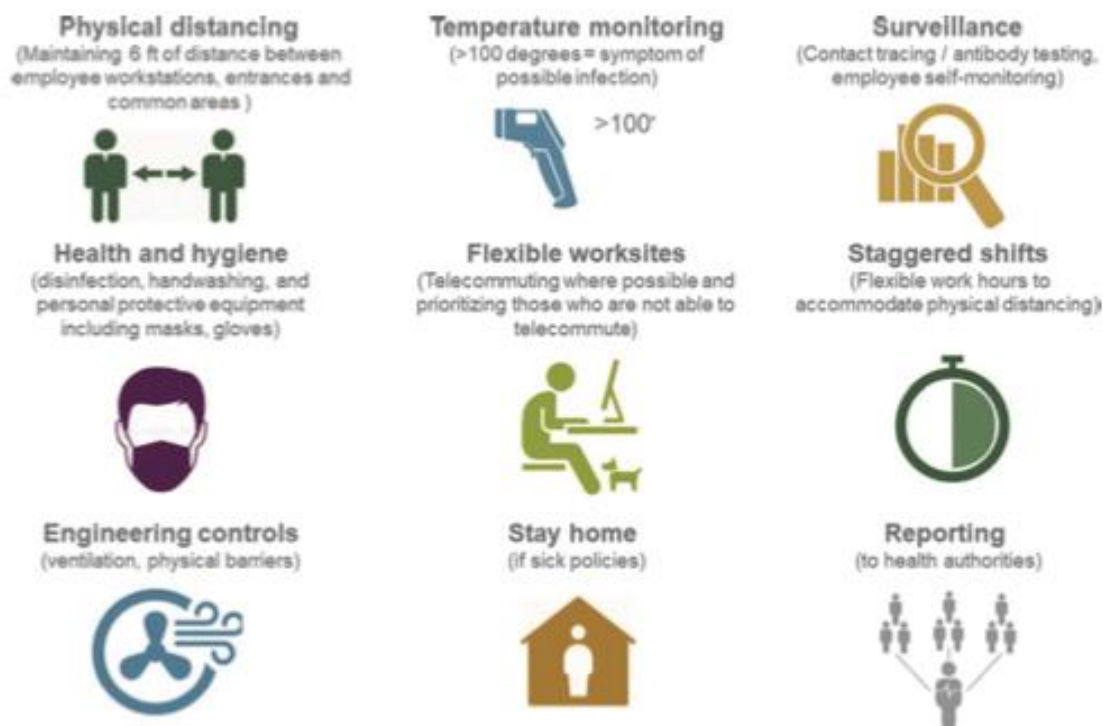 Physical distancing
(Maintaining 6 ft of distance between
employee workstations, entrances and
common areas )
Temperature monitoring
(>100 degrees = symptom of
possible infection)
>100°
Surveillance
(Contact tracing / antibody testing,
employee self-monitoring)
Health and hygiene
(disinfection, handwashing, and
personal protective equipment
including masks, gloves)
Flexible worksites
(Telecommuting where possible and
prioritizing those who are not able to
telecommute)
Staggered shifts
(Flexible work hours to
accommodate physical distancing)
Engineering controls
(ventilation, physical barriers)
Stay home
(if sick policies)
Reporting
(to health authorities)